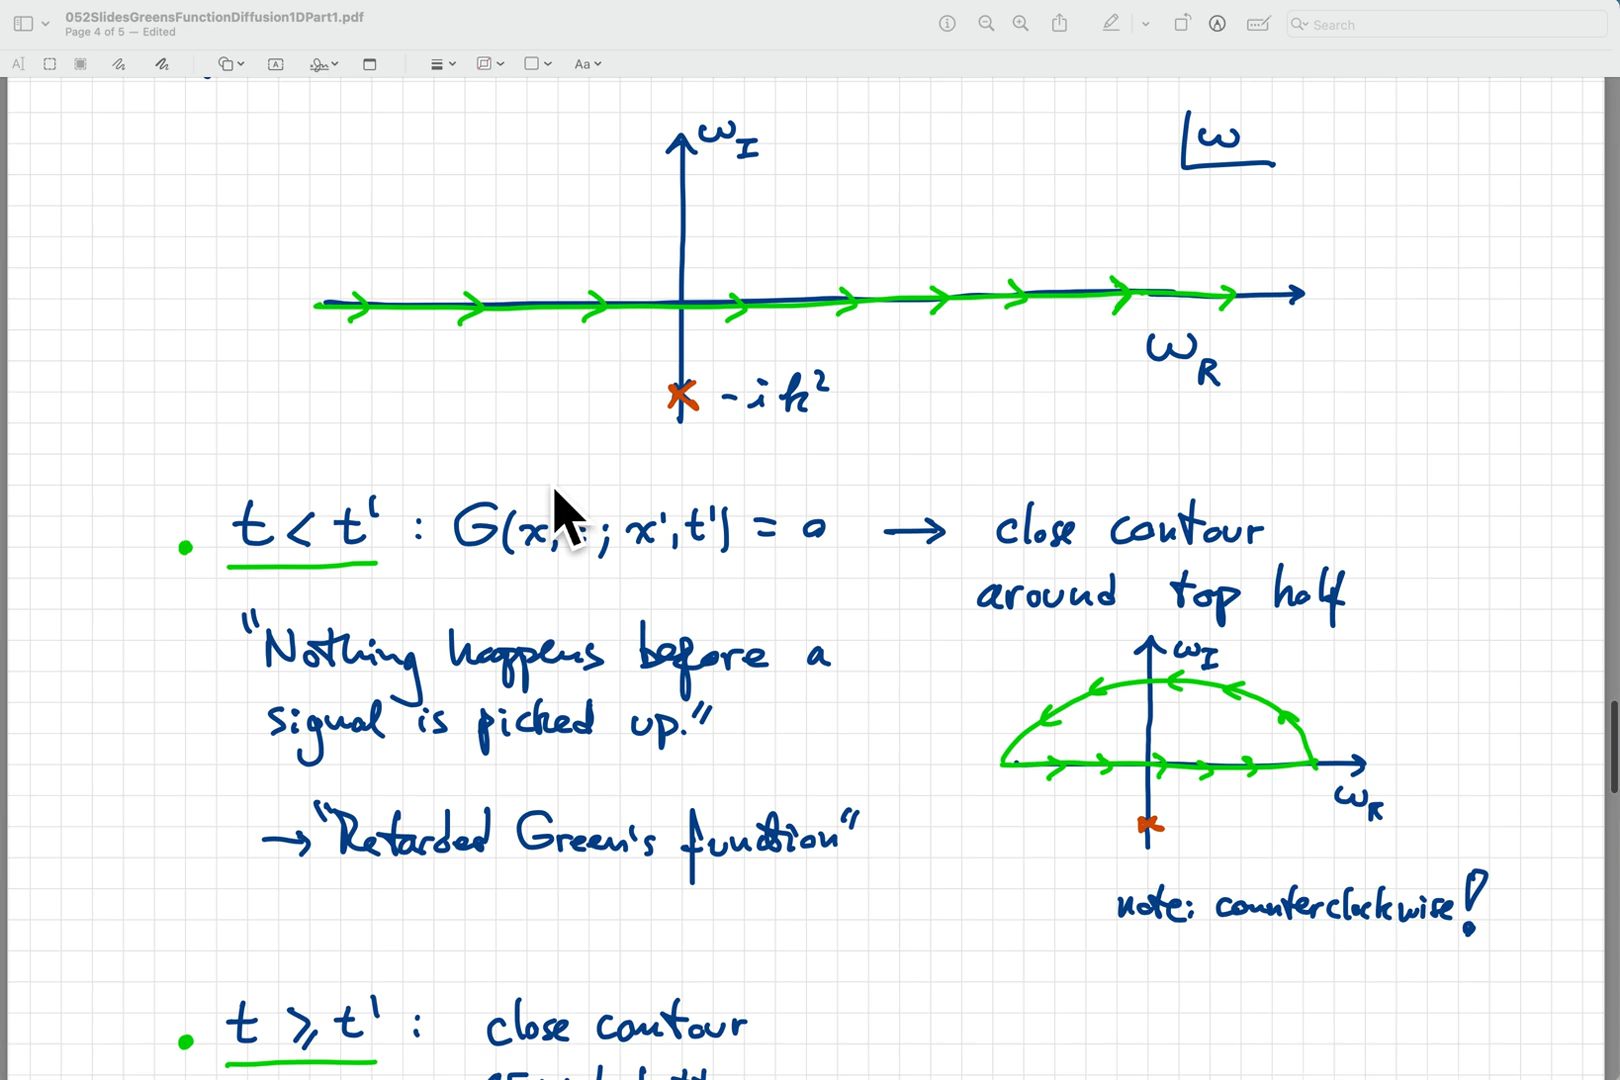 052SlidesGreensFunctionDiffusion1DPart1.pdf
Page 4 of 5 — Edited
Search
Aa
ω_I
ω
ω_R
-ik²
t < t' : G(x, ; x',t') = 0 → close contour
around top half
"Nothing happens before a
signal is picked up."
→ "Retarded Green's function"
ω_I
ω_R
note: counterclockwise!
t ⩾ t' : close contour